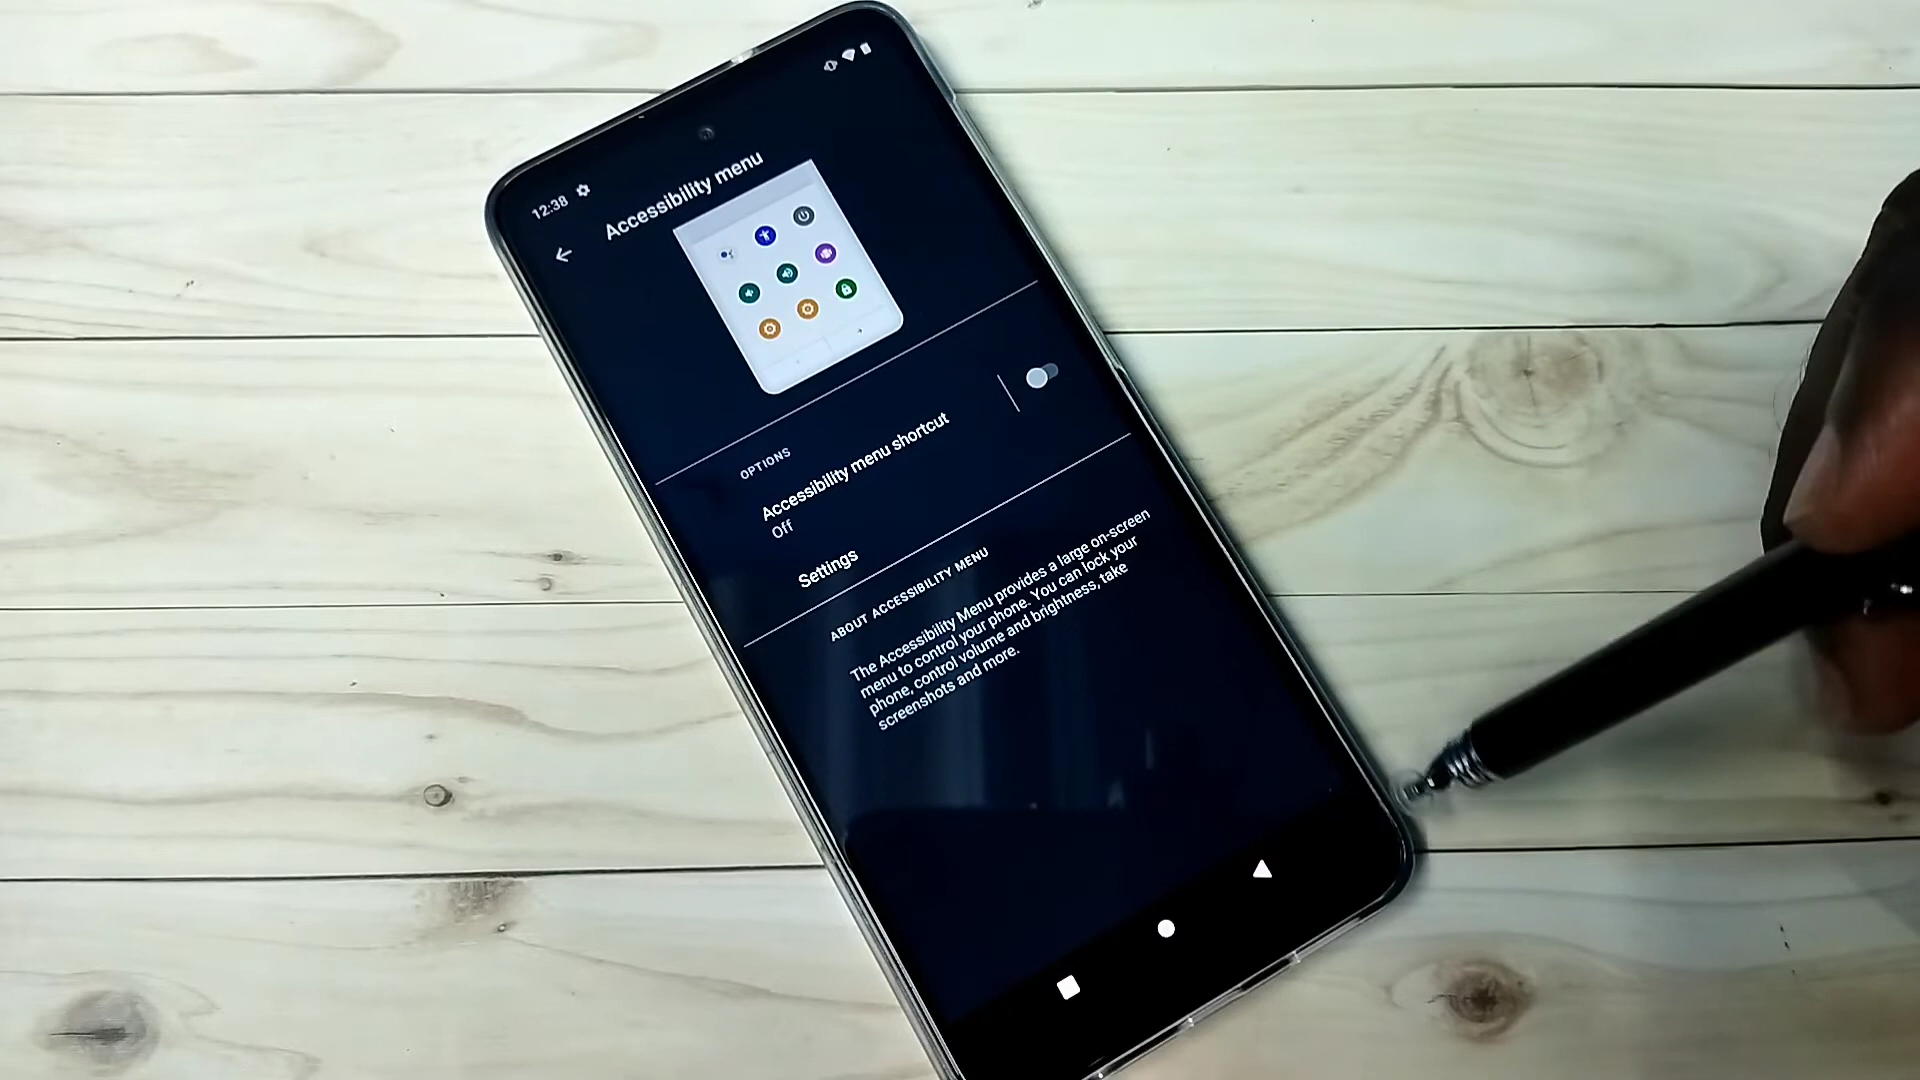 12:38
Accessibility menu
OPTIONS
Accessibility menu shortcut
Off
Settings
ABOUT ACCESSIBILITY MENU
The Accessibility Menu provides a large on-screen
menu to control your phone. You can lock your
phone, control volume and brightness, take
screenshots and more.